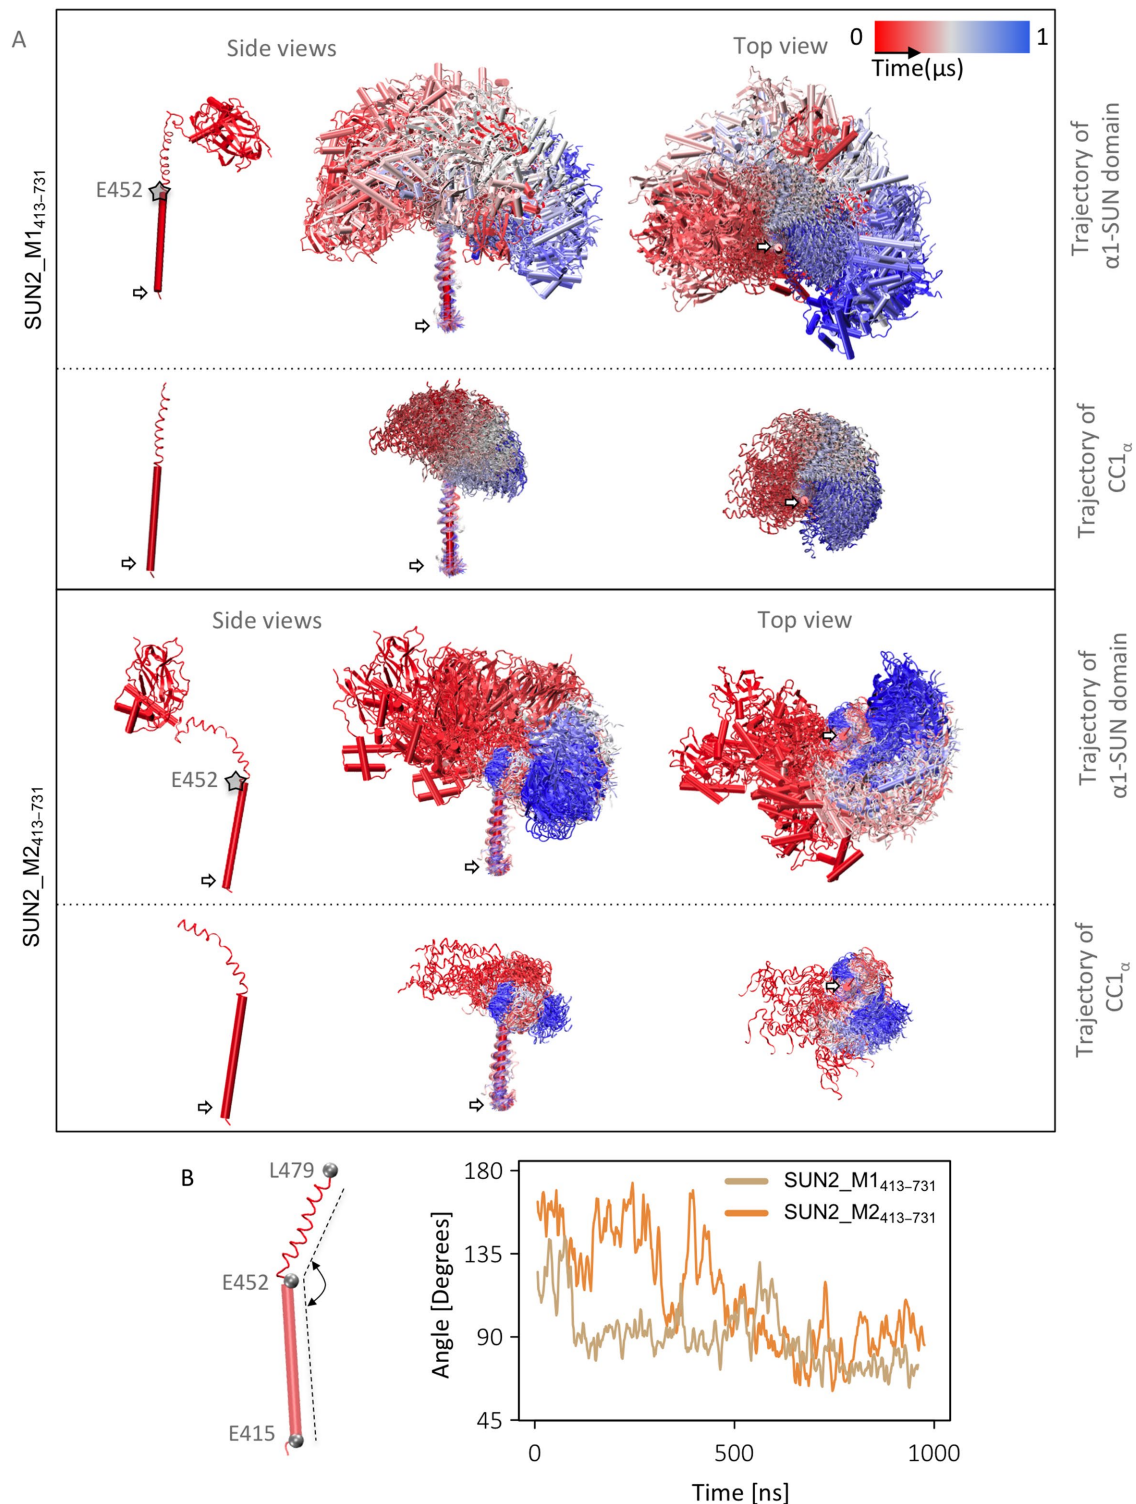 A
Side views
Top view
0
1
Time(µs)
E452
SUN2_M1413–731
Trajectory of
α1-SUN domain
Trajectory of
CC1α
Side views
Top view
E452
SUN2_M2413–731
Trajectory of
α1-SUN domain
Trajectory of
CC1α
B
L479
E452
E415
180
135
90
45
Angle [Degrees]
SUN2_M1413–731
SUN2_M2413–731
0
500
1000
Time [ns]